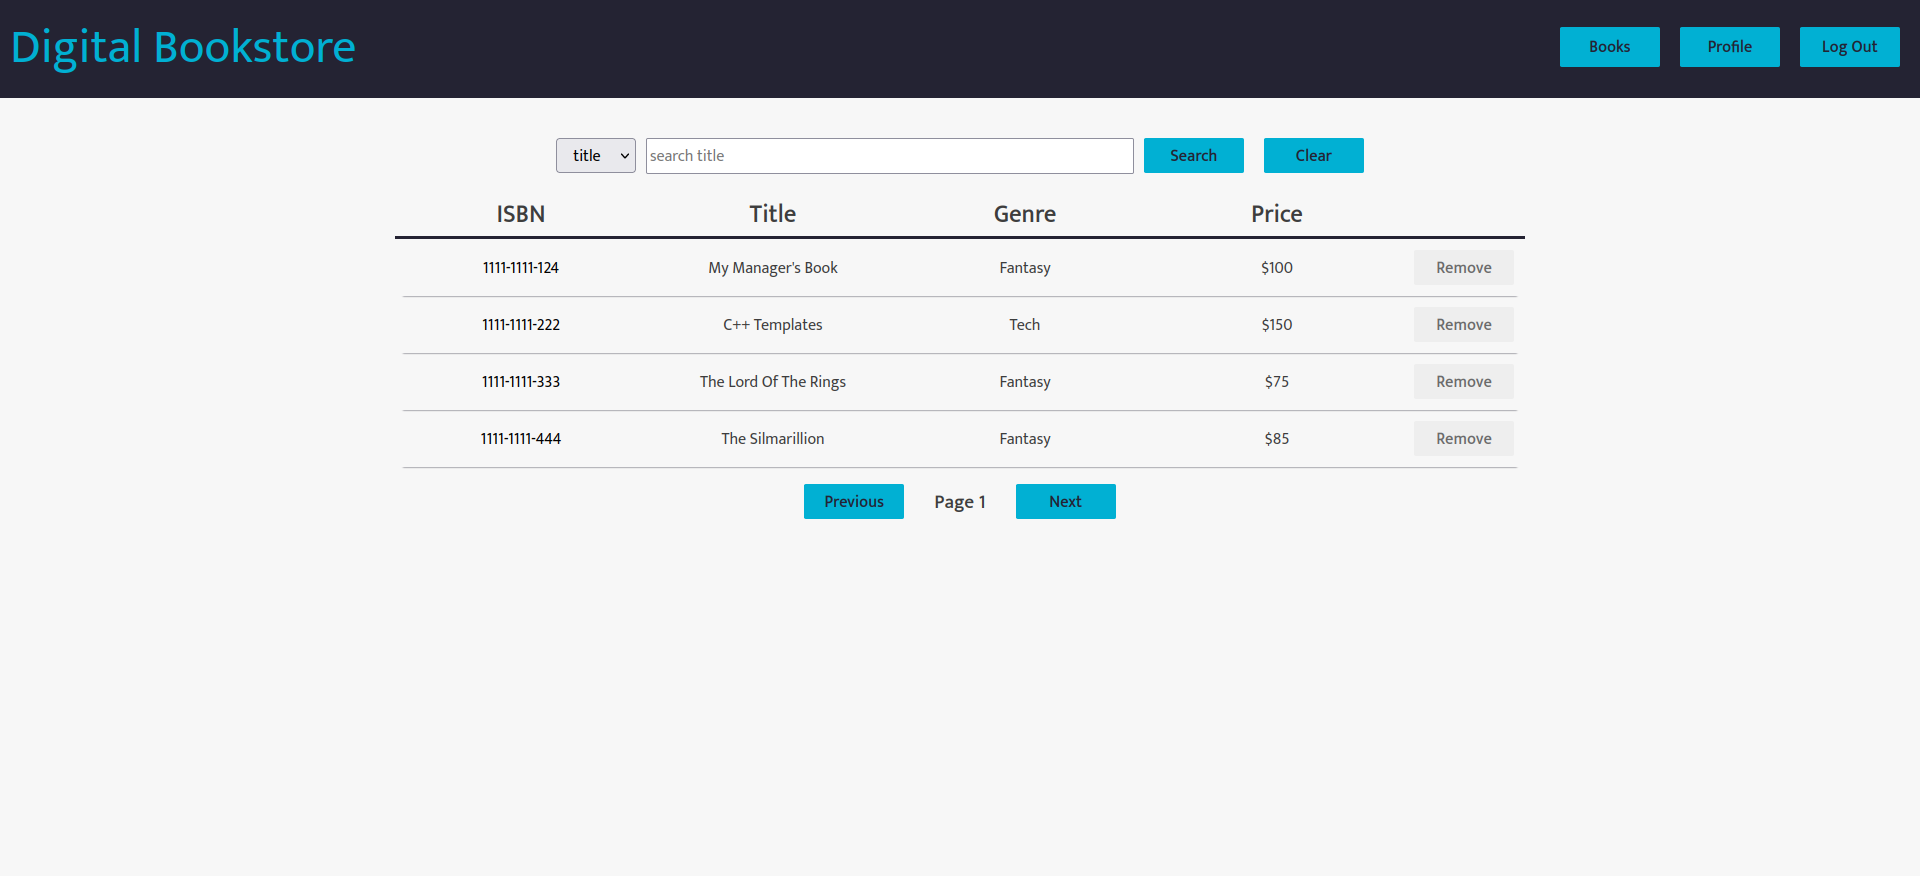 Digital Bookstore Books Profile Log Out
title search title Search Clear
ISBN Title Genre Price
1111-1111-124 My Manager's Book Fantasy $100 Remove
1111-1111-222 C++ Templates Tech $150 Remove
1111-1111-333 The Lord Of The Rings Fantasy $75 Remove
1111-1111-444 The Silmarillion Fantasy $85 Remove
Previous Page 1 Next